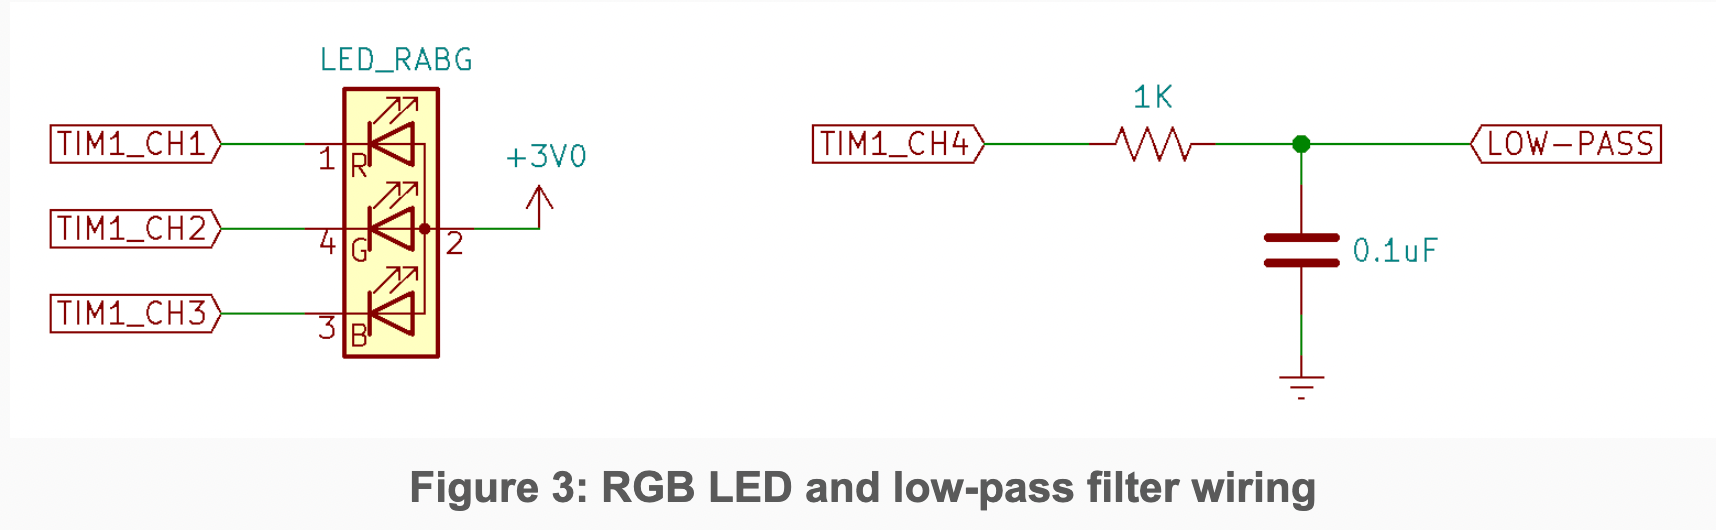 LED_RABG
TIM1_CH1
1
R
TIM1_CH2
4
G
2
+3V0
TIM1_CH3
3
B
1K
TIM1_CH4
LOW-PASS
0.1uF
Figure 3: RGB LED and low-pass filter wiring